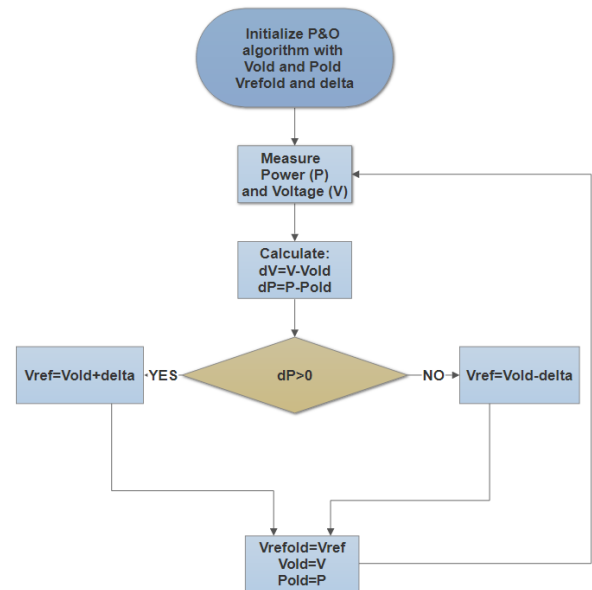 Initialize P&O
algorithm with
Vold and Pold
Vrefold and delta
Measure
Power (P)
and Voltage (V)
Calculate:
dV=V-Vold
dP=P-Pold
Vref=Vold+delta
YES
dP>0
NO
Vref=Vold-delta
Vrefold=Vref
Vold=V
Pold=P